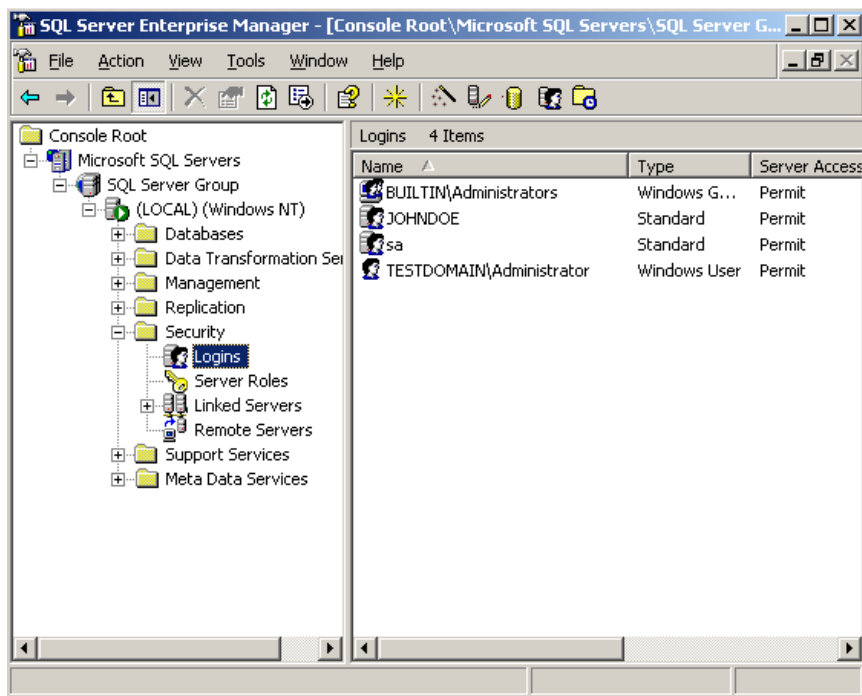 SQL Server Enterprise Manager - [Console Root\Microsoft SQL Servers\SQL Server G...
File Action View Tools Window Help
Console Root
Microsoft SQL Servers
SQL Server Group
(LOCAL) (Windows NT)
Databases
Data Transformation Ser
Management
Replication
Security
Logins
Server Roles
Linked Servers
Remote Servers
Support Services
Meta Data Services
Logins 4 Items
Name Type Server Access
BUILTIN\Administrators Windows G... Permit
JOHNDOE Standard Permit
sa Standard Permit
TESTDOMAIN\Administrator Windows User Permit